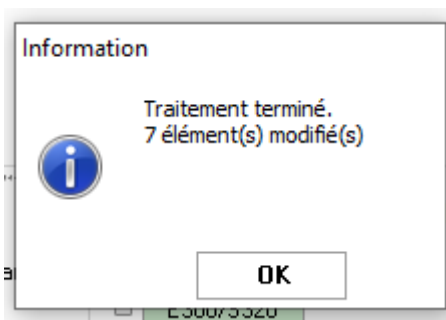 Information
Traitement terminé.
7 élément(s) modifié(s)
OK